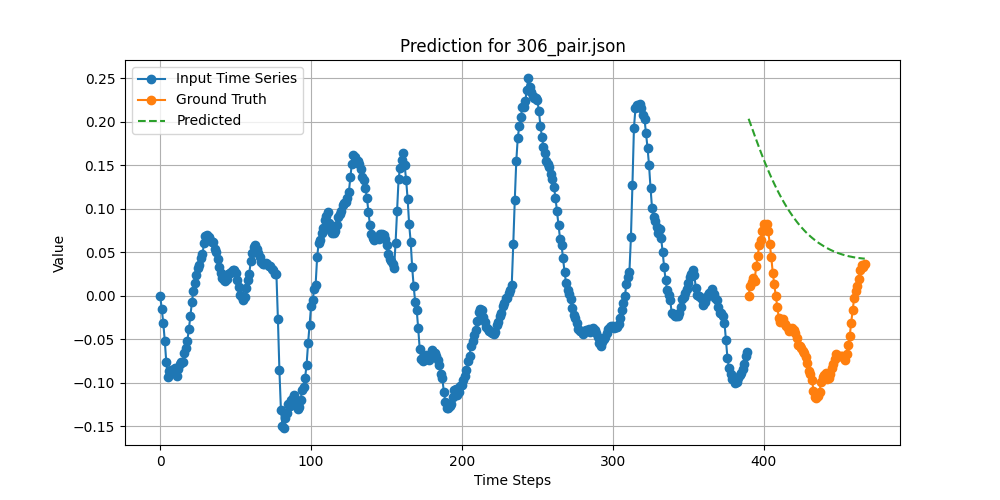 Prediction for 306_pair.json
Input Time Series
Ground Truth
Predicted
0.25
0.20
0.15
0.10
0.05
0.00
−0.05
−0.10
−0.15
Value
0 100 200 300 400
Time Steps